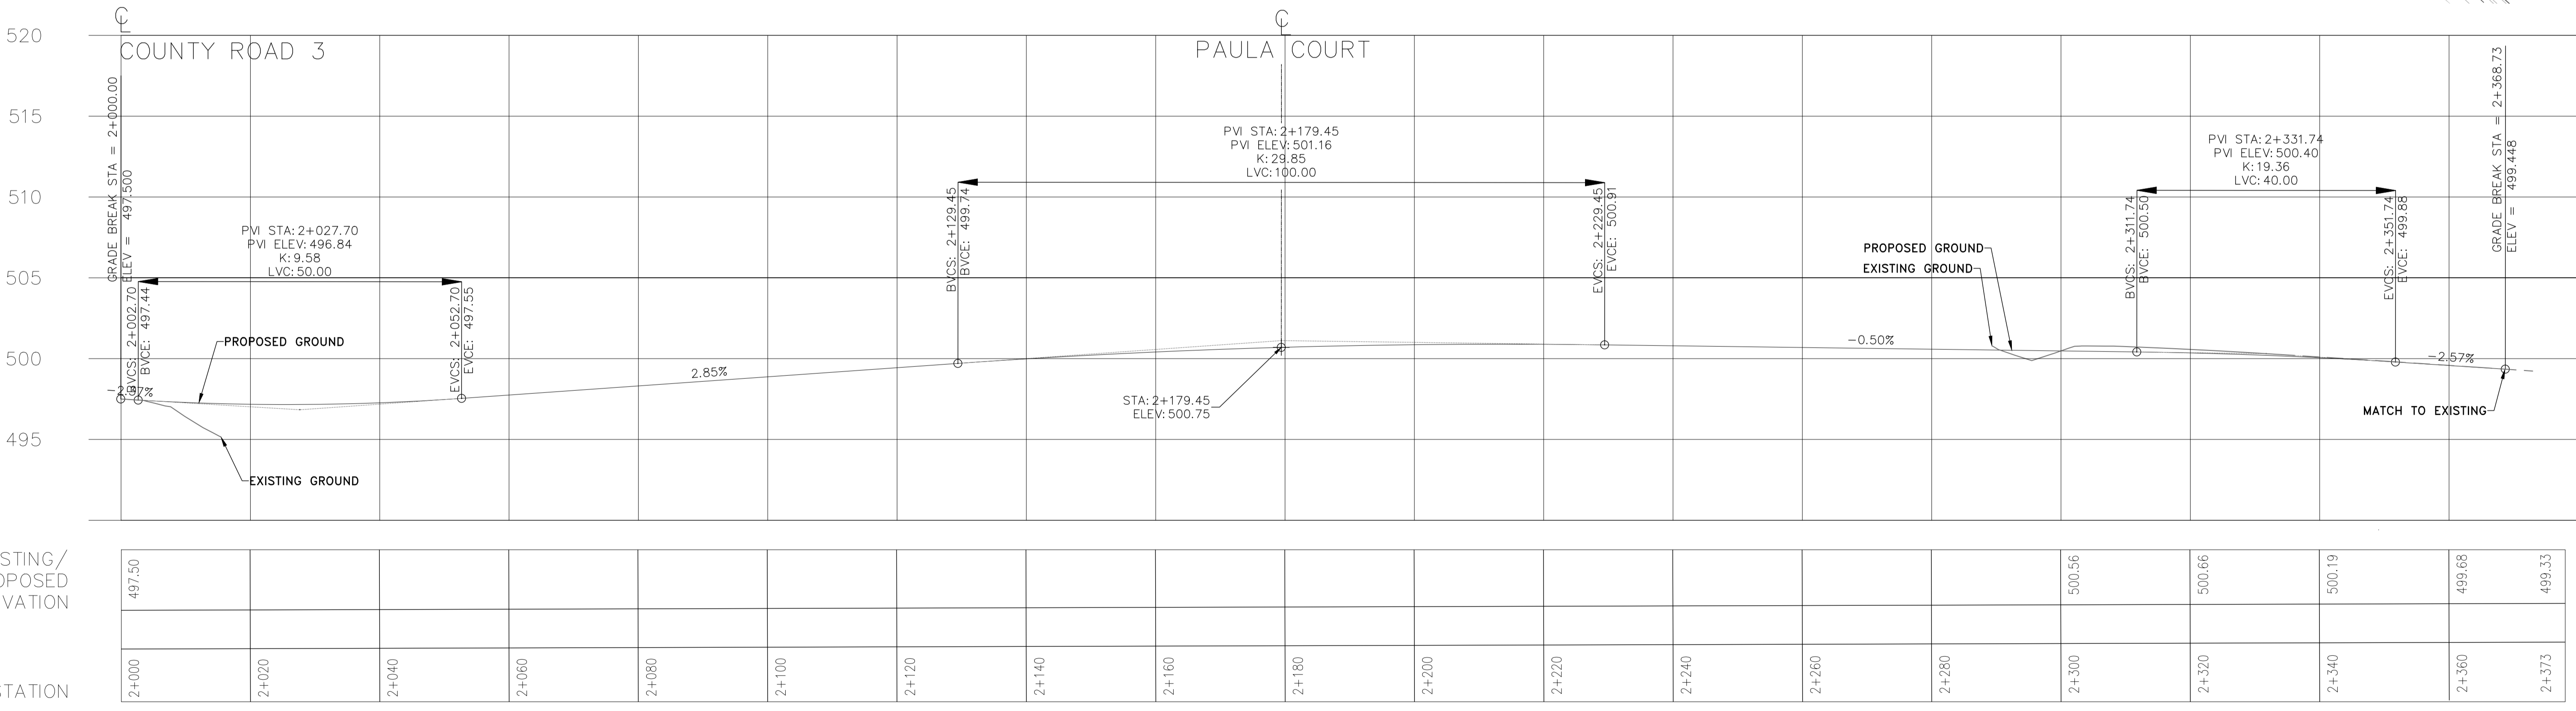 COUNTY ROAD 3
PAULA COURT
520
515
510
505
500
495
GRADE BREAK STA = 2+000.00
ELEV = 497.500
BVCS: 2+002.70
BVCE: 497.44
PVI STA: 2+027.70
PVI ELEV: 496.84
K: 9.58
LVC: 50.00
EVCS: 2+052.70
EVCE: 497.55
PROPOSED GROUND
EXISTING GROUND
2.85%
BVCS: 2+129.45
BVCE: 499.74
PVI STA: 2+179.45
PVI ELEV: 501.16
K: 29.85
LVC: 100.00
STA: 2+179.45
ELEV: 500.75
EVCS: 2+229.45
EVCE: 500.91
-0.50%
PROPOSED GROUND
EXISTING GROUND
BVCS: 2+311.74
BVCE: 500.50
PVI STA: 2+331.74
PVI ELEV: 500.40
K: 19.36
LVC: 40.00
EVCS: 2+351.74
EVCE: 499.88
-2.57%
GRADE BREAK STA = 2+368.73
ELEV = 499.448
MATCH TO EXISTING
STING/
OPOSED
VATION
497.50
500.56
500.66
500.19
499.68
499.33
STATION
2+000
2+020
2+040
2+060
2+080
2+100
2+120
2+140
2+160
2+180
2+200
2+220
2+240
2+260
2+280
2+300
2+320
2+340
2+360
2+373